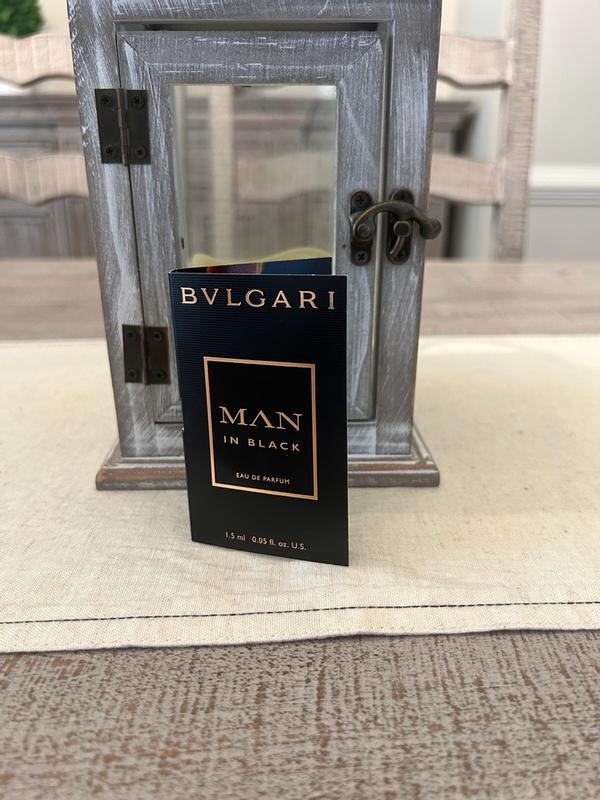 BVLGARI
MAN
IN BLACK
EAU DE PARFUM
1.5 ml 0.05 fl. oz. U.S.